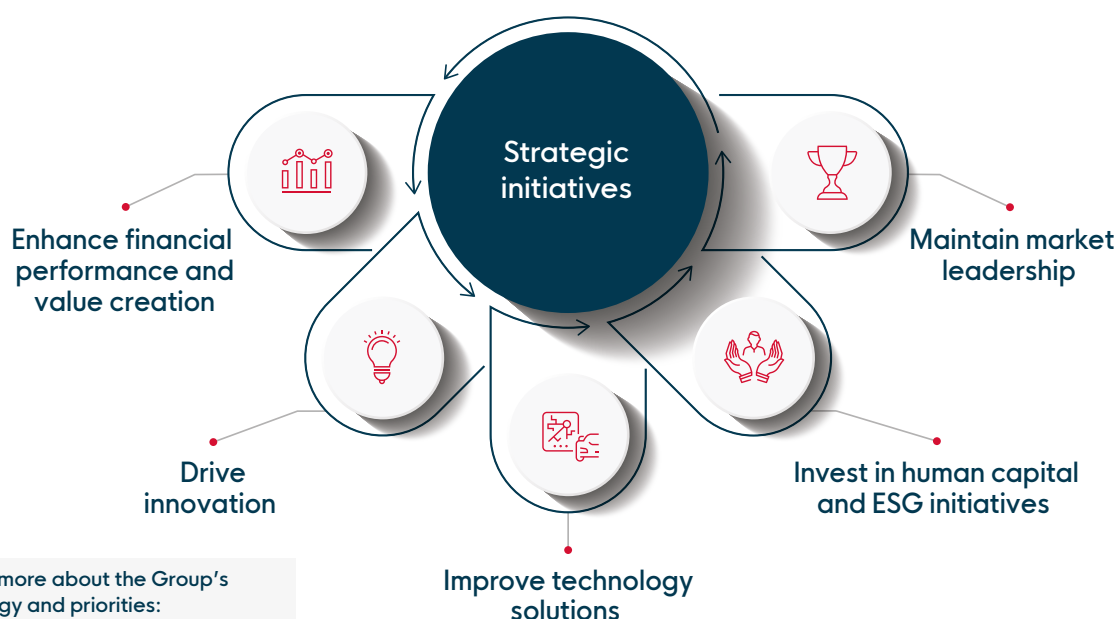 Strategic
initiatives
Enhance financial
performance and
value creation
Maintain market
leadership
Drive
innovation
Invest in human capital
and ESG initiatives
Improve technology
solutions
more about the Group's
gy and priorities: